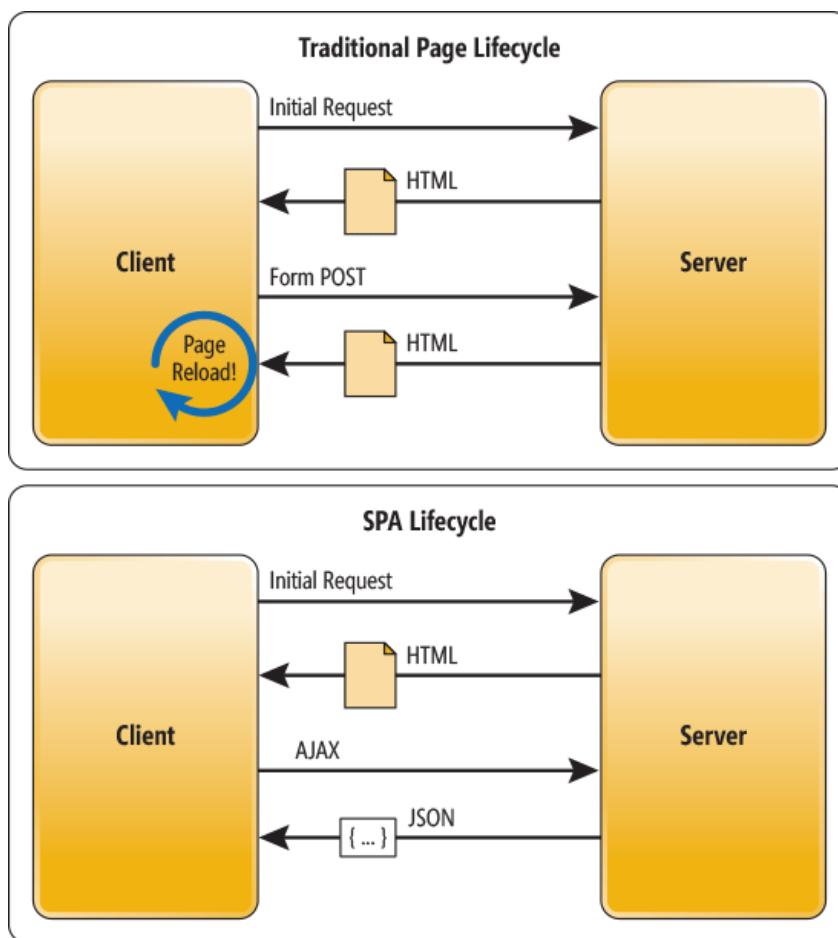 Traditional Page Lifecycle
Initial Request
HTML
Client
Server
Form POST
HTML
Page
Reload!
SPA Lifecycle
Initial Request
HTML
Client
Server
AJAX
JSON
{ ... }